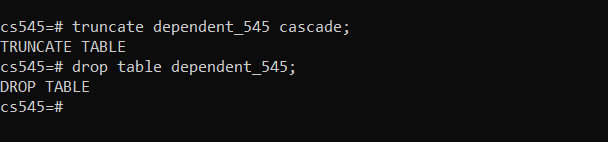 cs545=# truncate dependent_545 cascade;
TRUNCATE TABLE
cs545=# drop table dependent_545;
DROP TABLE
cs545=#